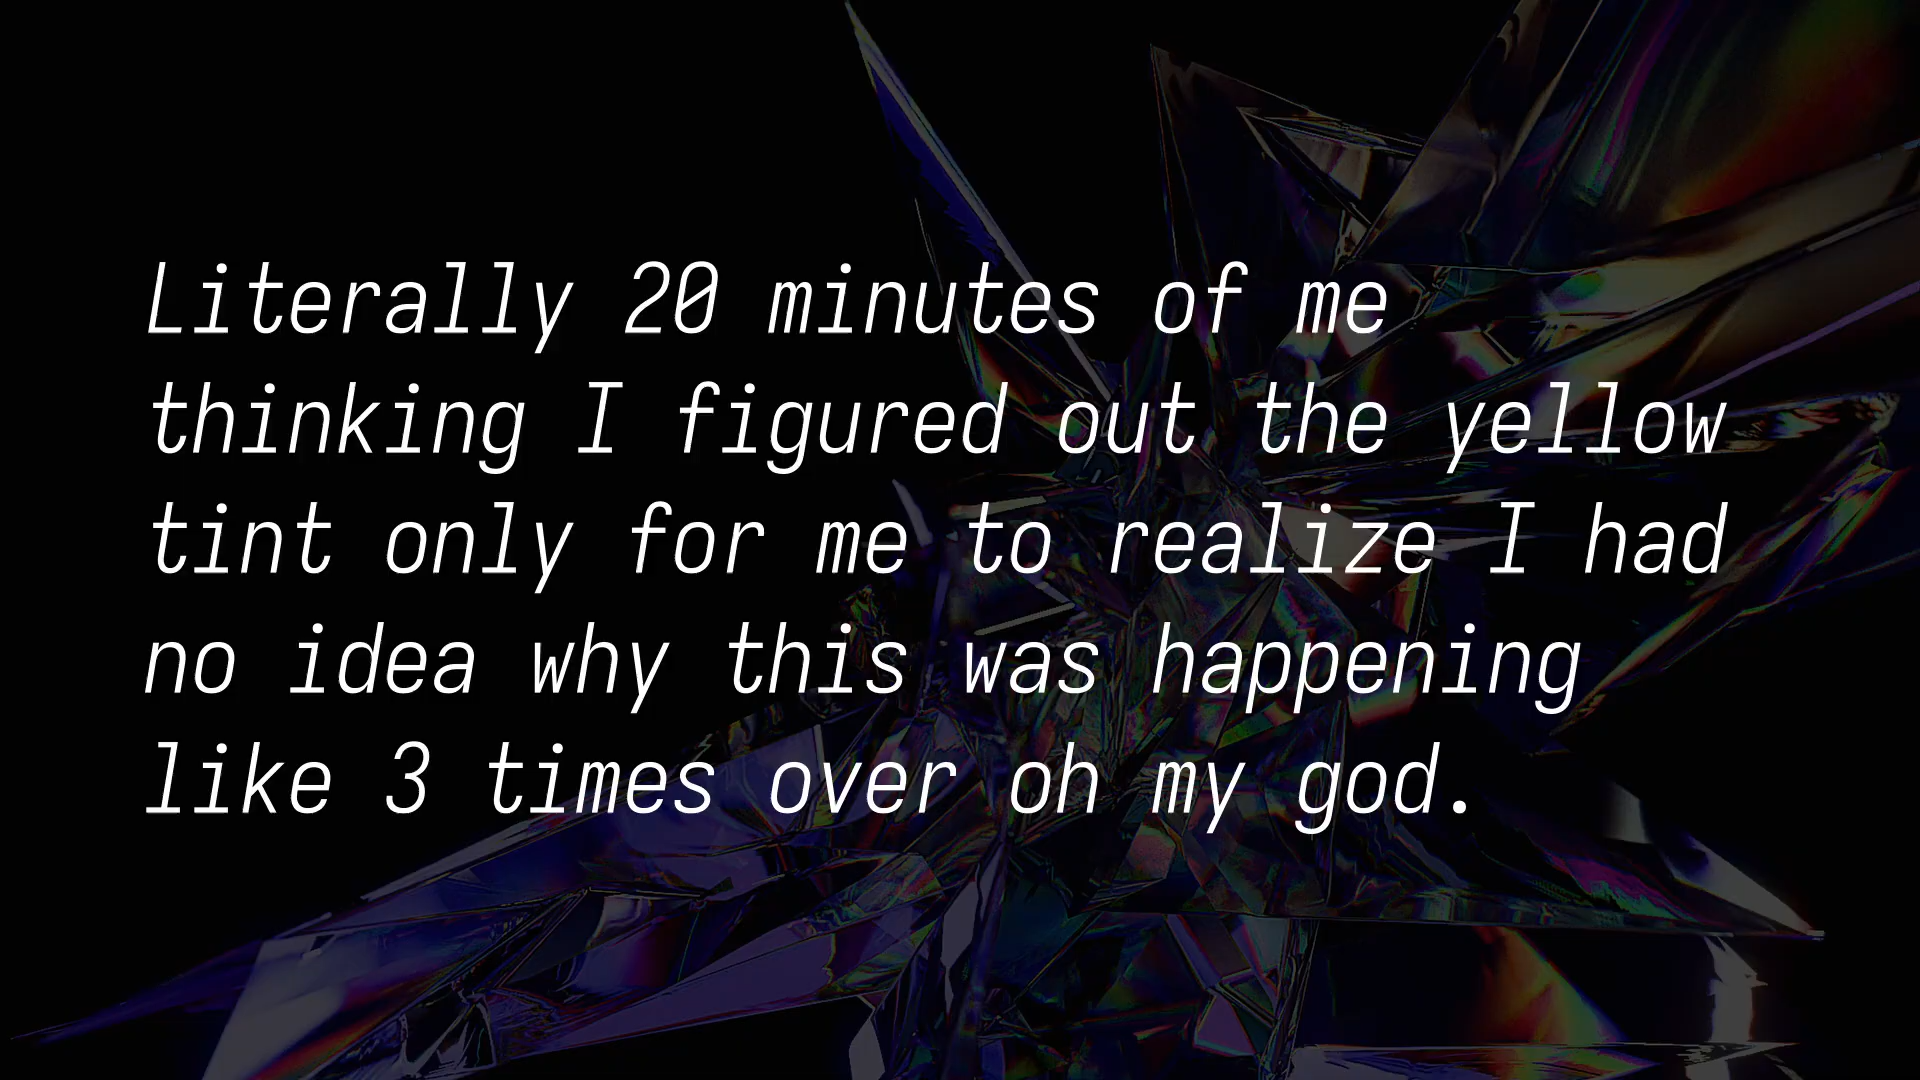 Literally 20 minutes of me
thinking I figured out the yellow
tint only for me to realize I had
no idea why this was happening
like 3 times over oh my god.